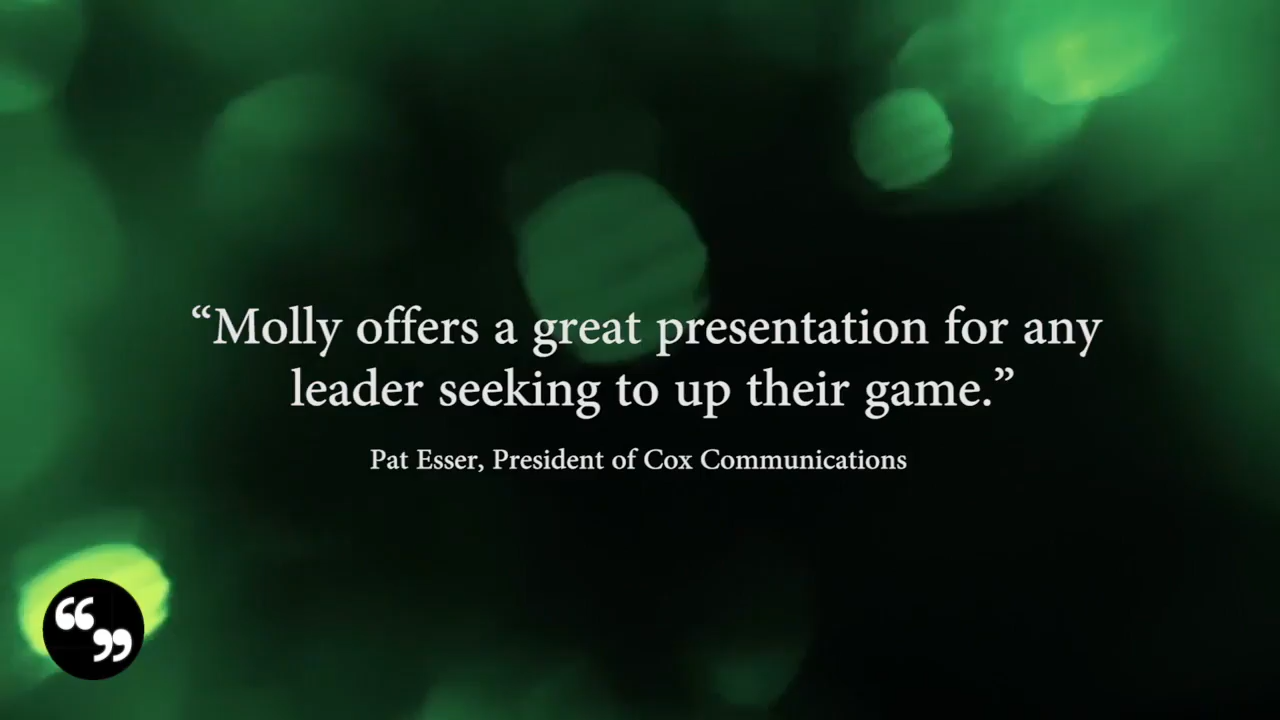 “Molly offers a great presentation for any
leader seeking to up their game.”
Pat Esser, President of Cox Communications